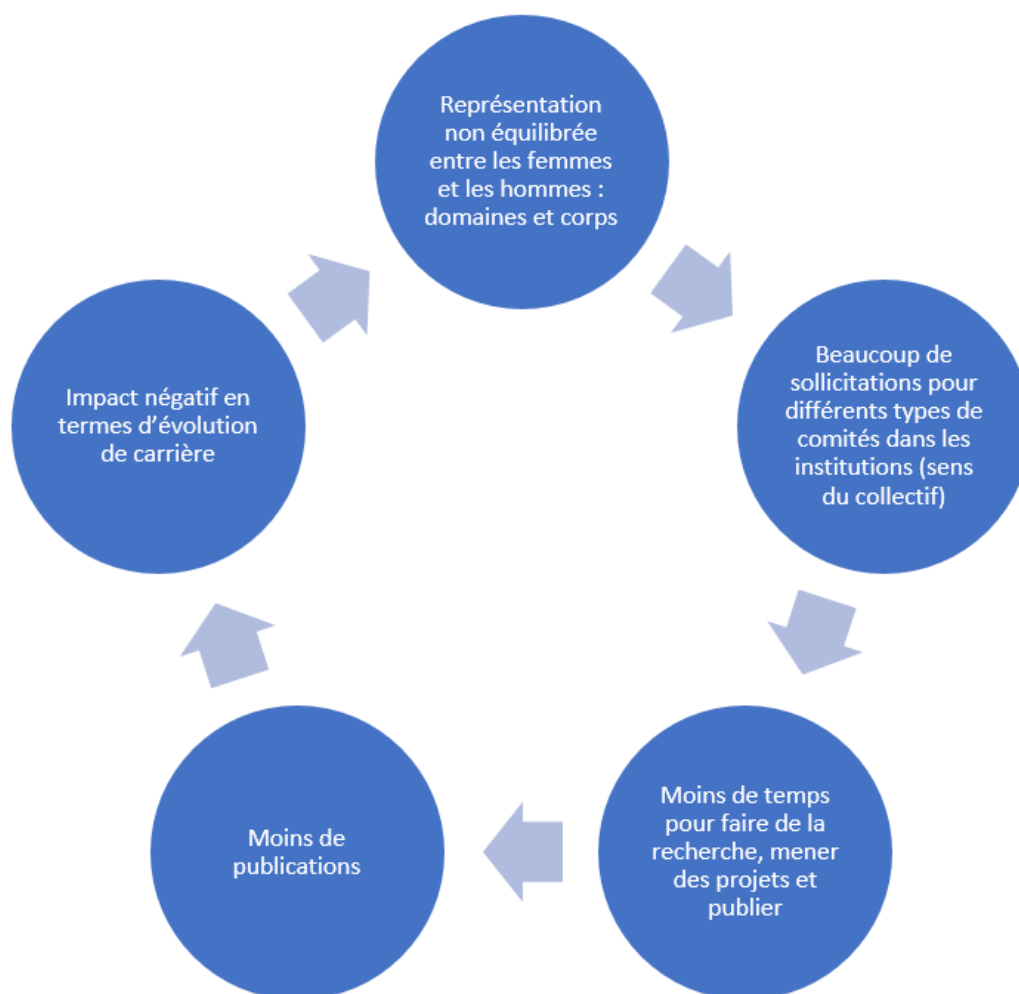 Représentation
non équilibrée
entre les femmes
et les hommes :
domaines et corps
Beaucoup de
sollicitations pour
différents types de
comités dans les
institutions (sens
du collectif)
Moins de temps
pour faire de la
recherche, mener
des projets et
publier
Moins de
publications
Impact négatif en
termes d’évolution
de carrière